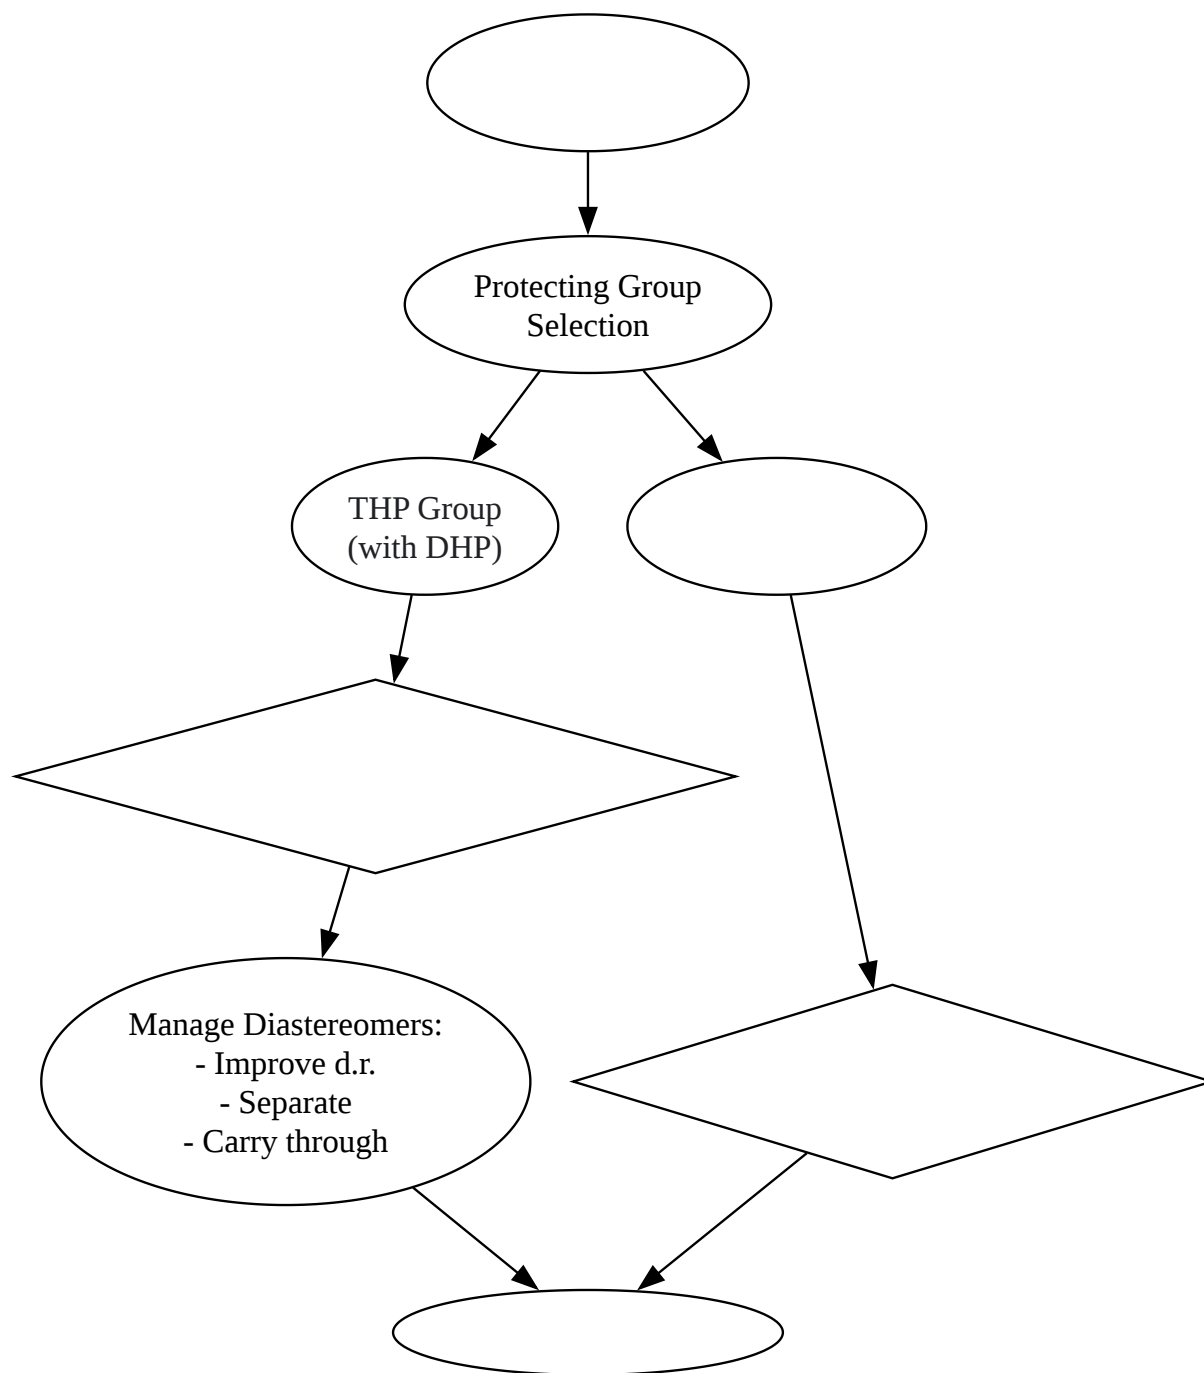 Protecting Group
Selection
THP Group
(with DHP)
Manage Diastereomers:
- Improve d.r.
- Separate
- Carry through